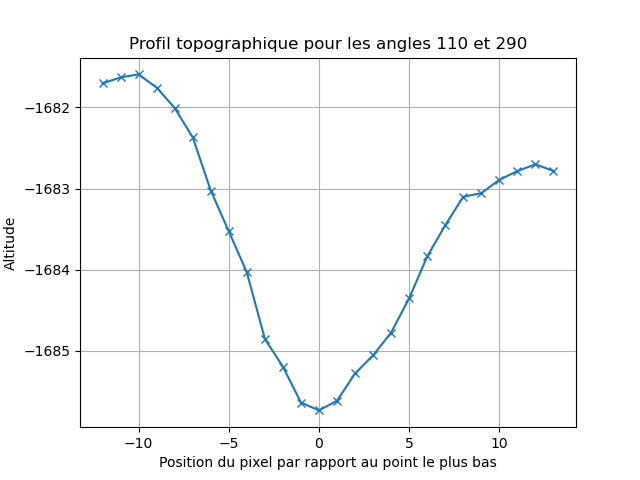 Profil topographique pour les angles 110 et 290
Altitude
−1682
−1683
−1684
−1685
−10 −5 0 5 10
Position du pixel par rapport au point le plus bas